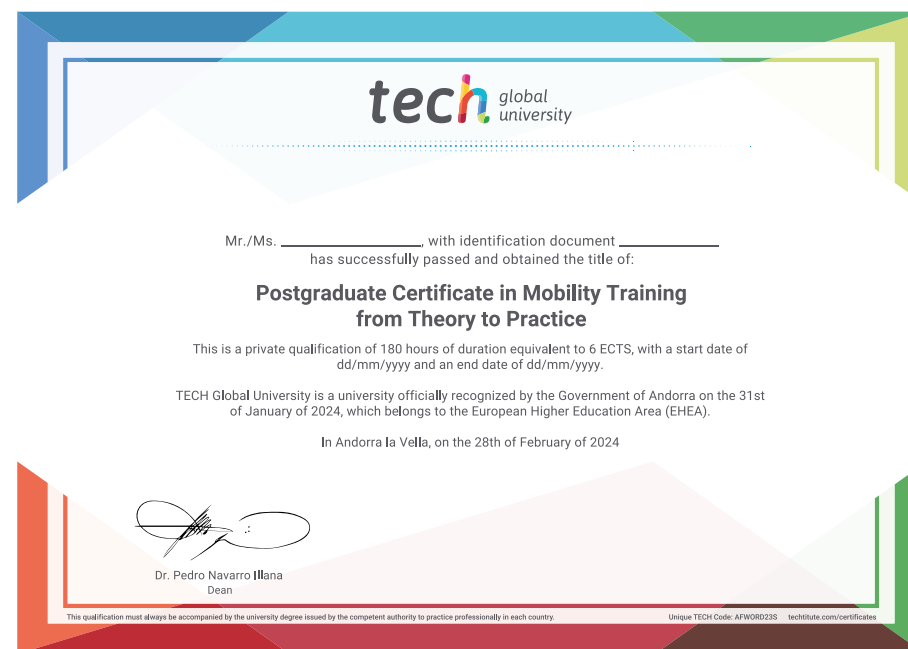 tech global university
Mr./Ms. ____________________, with identification document ______________
has successfully passed and obtained the title of:
Postgraduate Certificate in Mobility Training
from Theory to Practice
This is a private qualification of 180 hours of duration equivalent to 6 ECTS, with a start date of
dd/mm/yyyy and an end date of dd/mm/yyyy.
TECH Global University is a university officially recognized by the Government of Andorra on the 31st
of January of 2024, which belongs to the European Higher Education Area (EHEA).
In Andorra la Vella, on the 28th of February of 2024
Dr. Pedro Navarro Illana
Dean
This qualification must always be accompanied by the university degree issued by the competent authority to practice professionally in each country.
Unique TECH Code: AFWORD23S techtitute.com/certificates